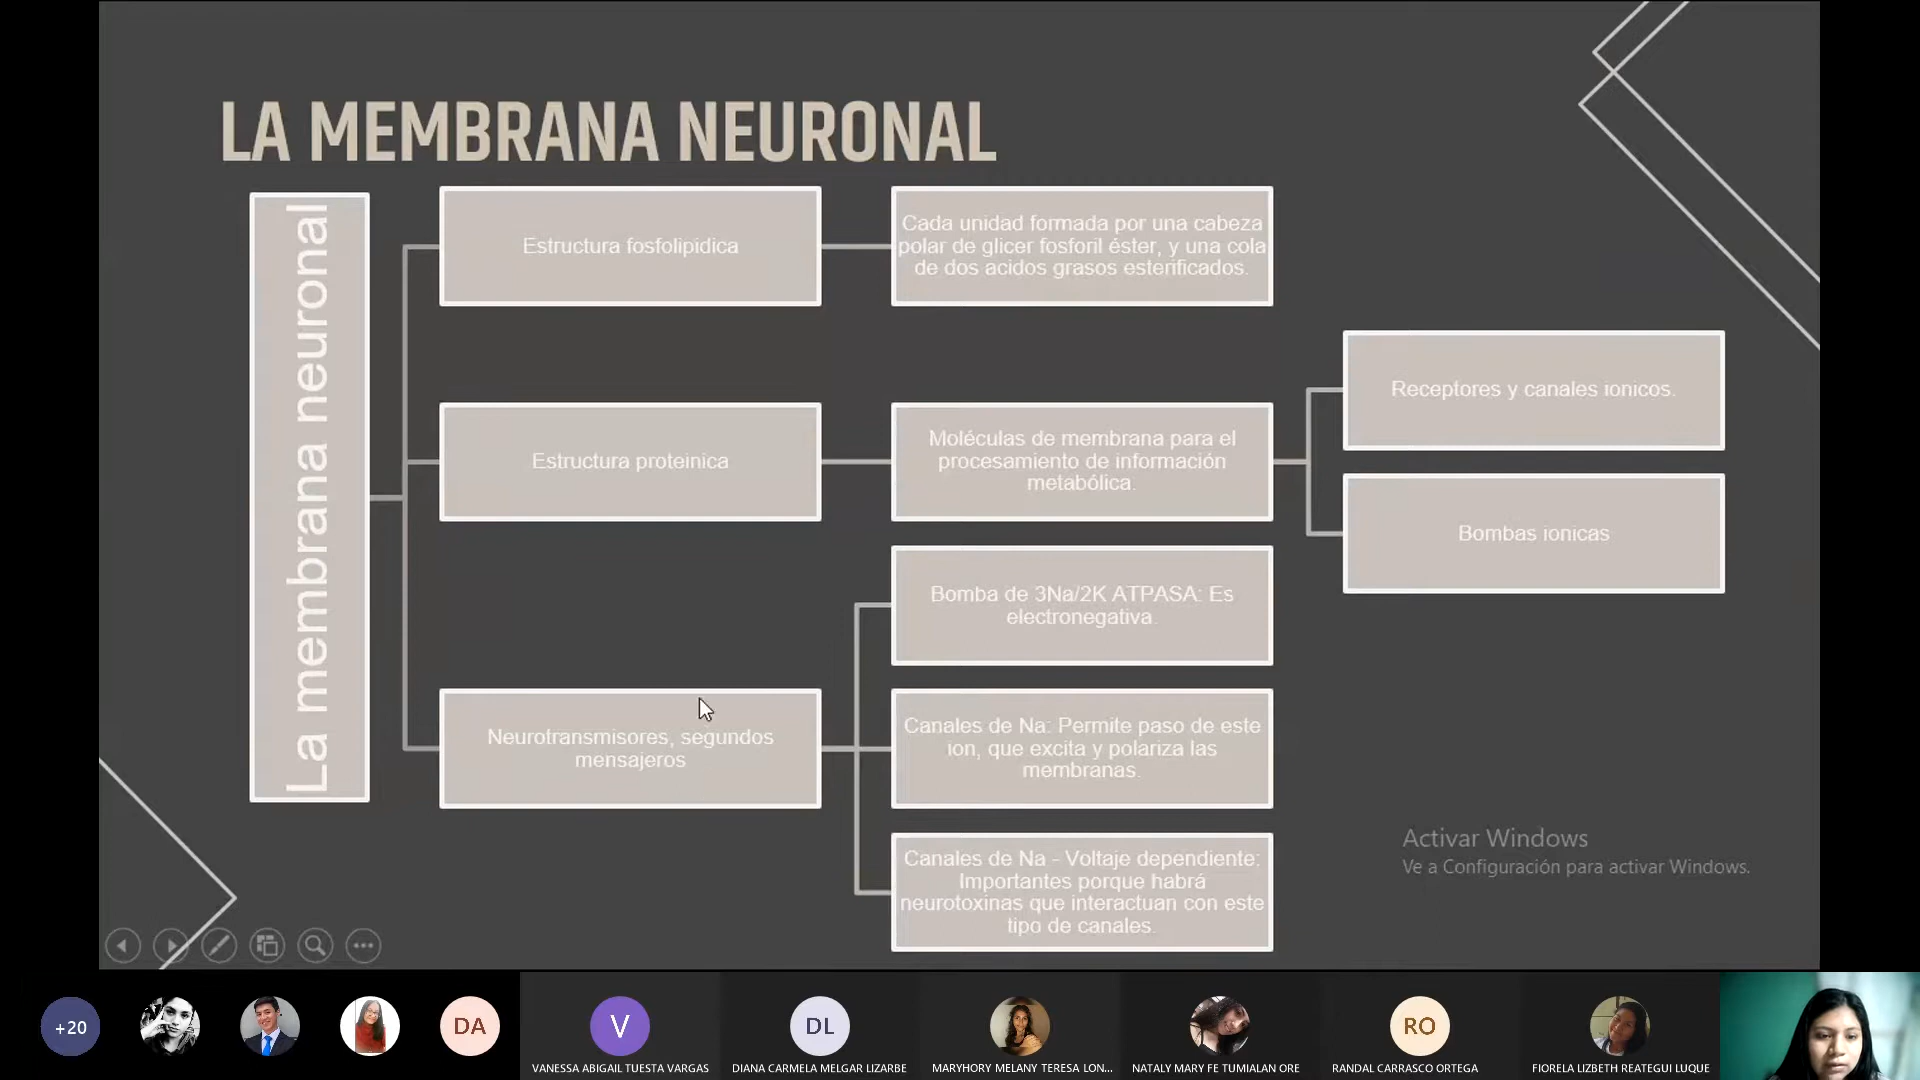 LA MEMBRANA NEURONAL
La membrana neuronal
Estructura fosfolipídica
Cada unidad formada por una cabeza
polar de glicer fosforil éster, y una cola
de dos acidos grasos esterificados.
Estructura proteinica
Moléculas de membrana para el
procesamiento de información
metabólica.
Receptores y canales ionicos.
Bombas ionicas
Neurotransmisores, segundos
mensajeros
Bomba de 3Na/2K ATPASA: Es
electronegativa.
Canales de Na: Permite paso de este
ion, que excita y polariza las
membranas.
Canales de Na - Voltaje dependiente:
Importantes porque habrá
neurotoxinas que interactuan con este
tipo de canales.
Activar Windows
Ve a Configuración para activar Windows.
+20
DA
V
VANESSA ABIGAIL TUESTA VARGAS
DL
DIANA CARMELA MELGAR LIZARBE
MARYHORY MELANY TERESA LON...
NATALY MARY FE TUMIALAN ORE
RO
RANDAL CARRASCO ORTEGA
FIORELA LIZBETH REATEGUI LUQUE